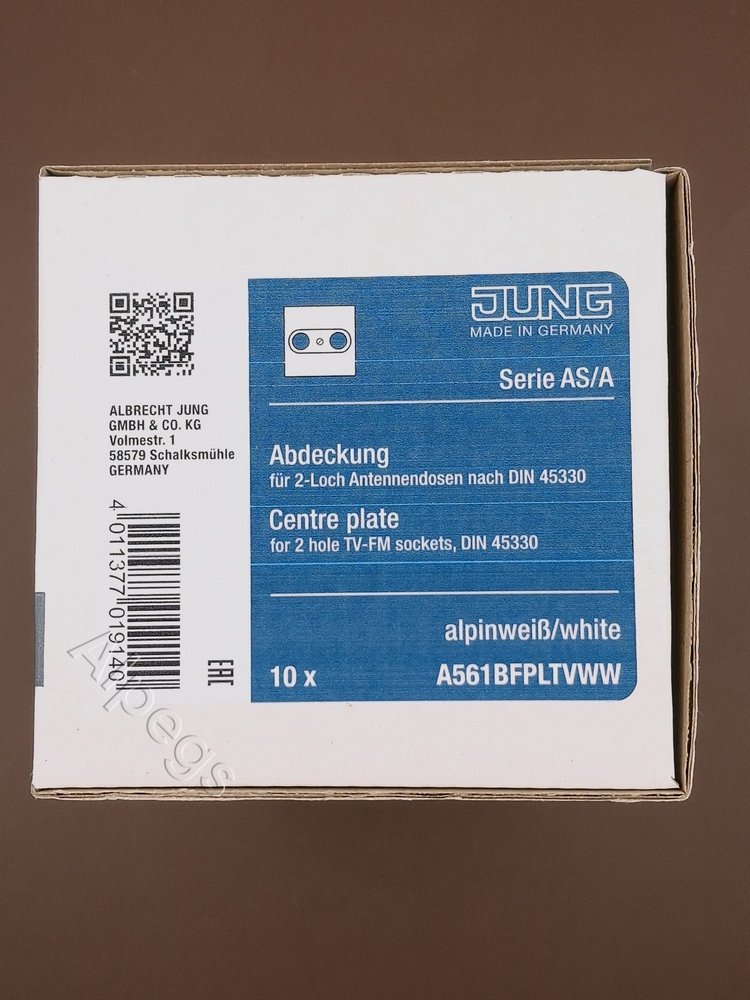 JUNG
MADE IN GERMANY
Serie AS/A
ALBRECHT JUNG
GMBH & CO. KG
Volmestr. 1
58579 Schalksmühle
GERMANY
Abdeckung
für 2-Loch Antennendosen nach DIN 45330
Centre plate
for 2 hole TV-FM sockets, DIN 45330
alpinweiß/white
10 x A561BFPLTVWW
4 011377 019140
EAC
Alpegs